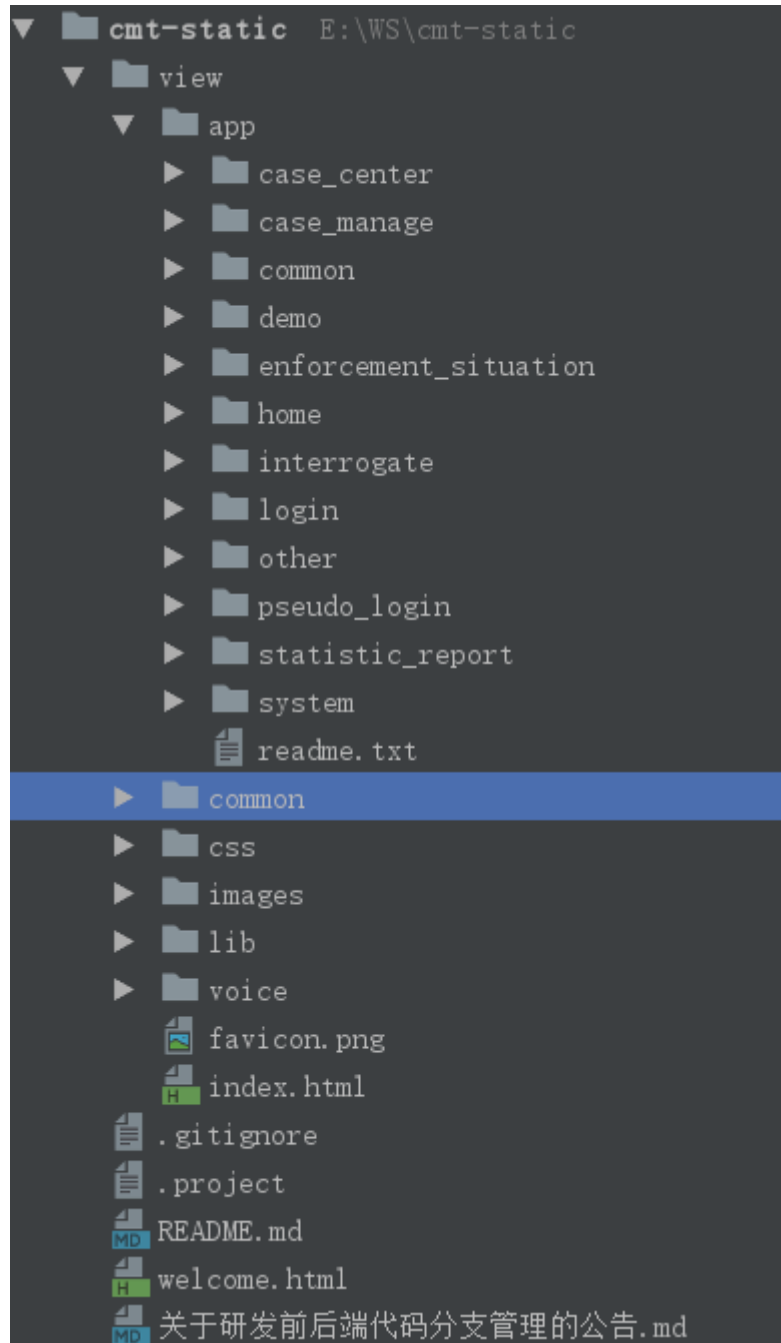 cmt-static E:\WS\cmt-static
view
app
case_center
case_manage
common
demo
enforcement_situation
home
interrogate
login
other
pseudo_login
statistic_report
system
readme.txt
common
css
images
lib
voice
favicon.png
H index.html
.gitignore
.project
MD README.md
H welcome.html
MD 关于研发前后端代码分支管理的公告.md